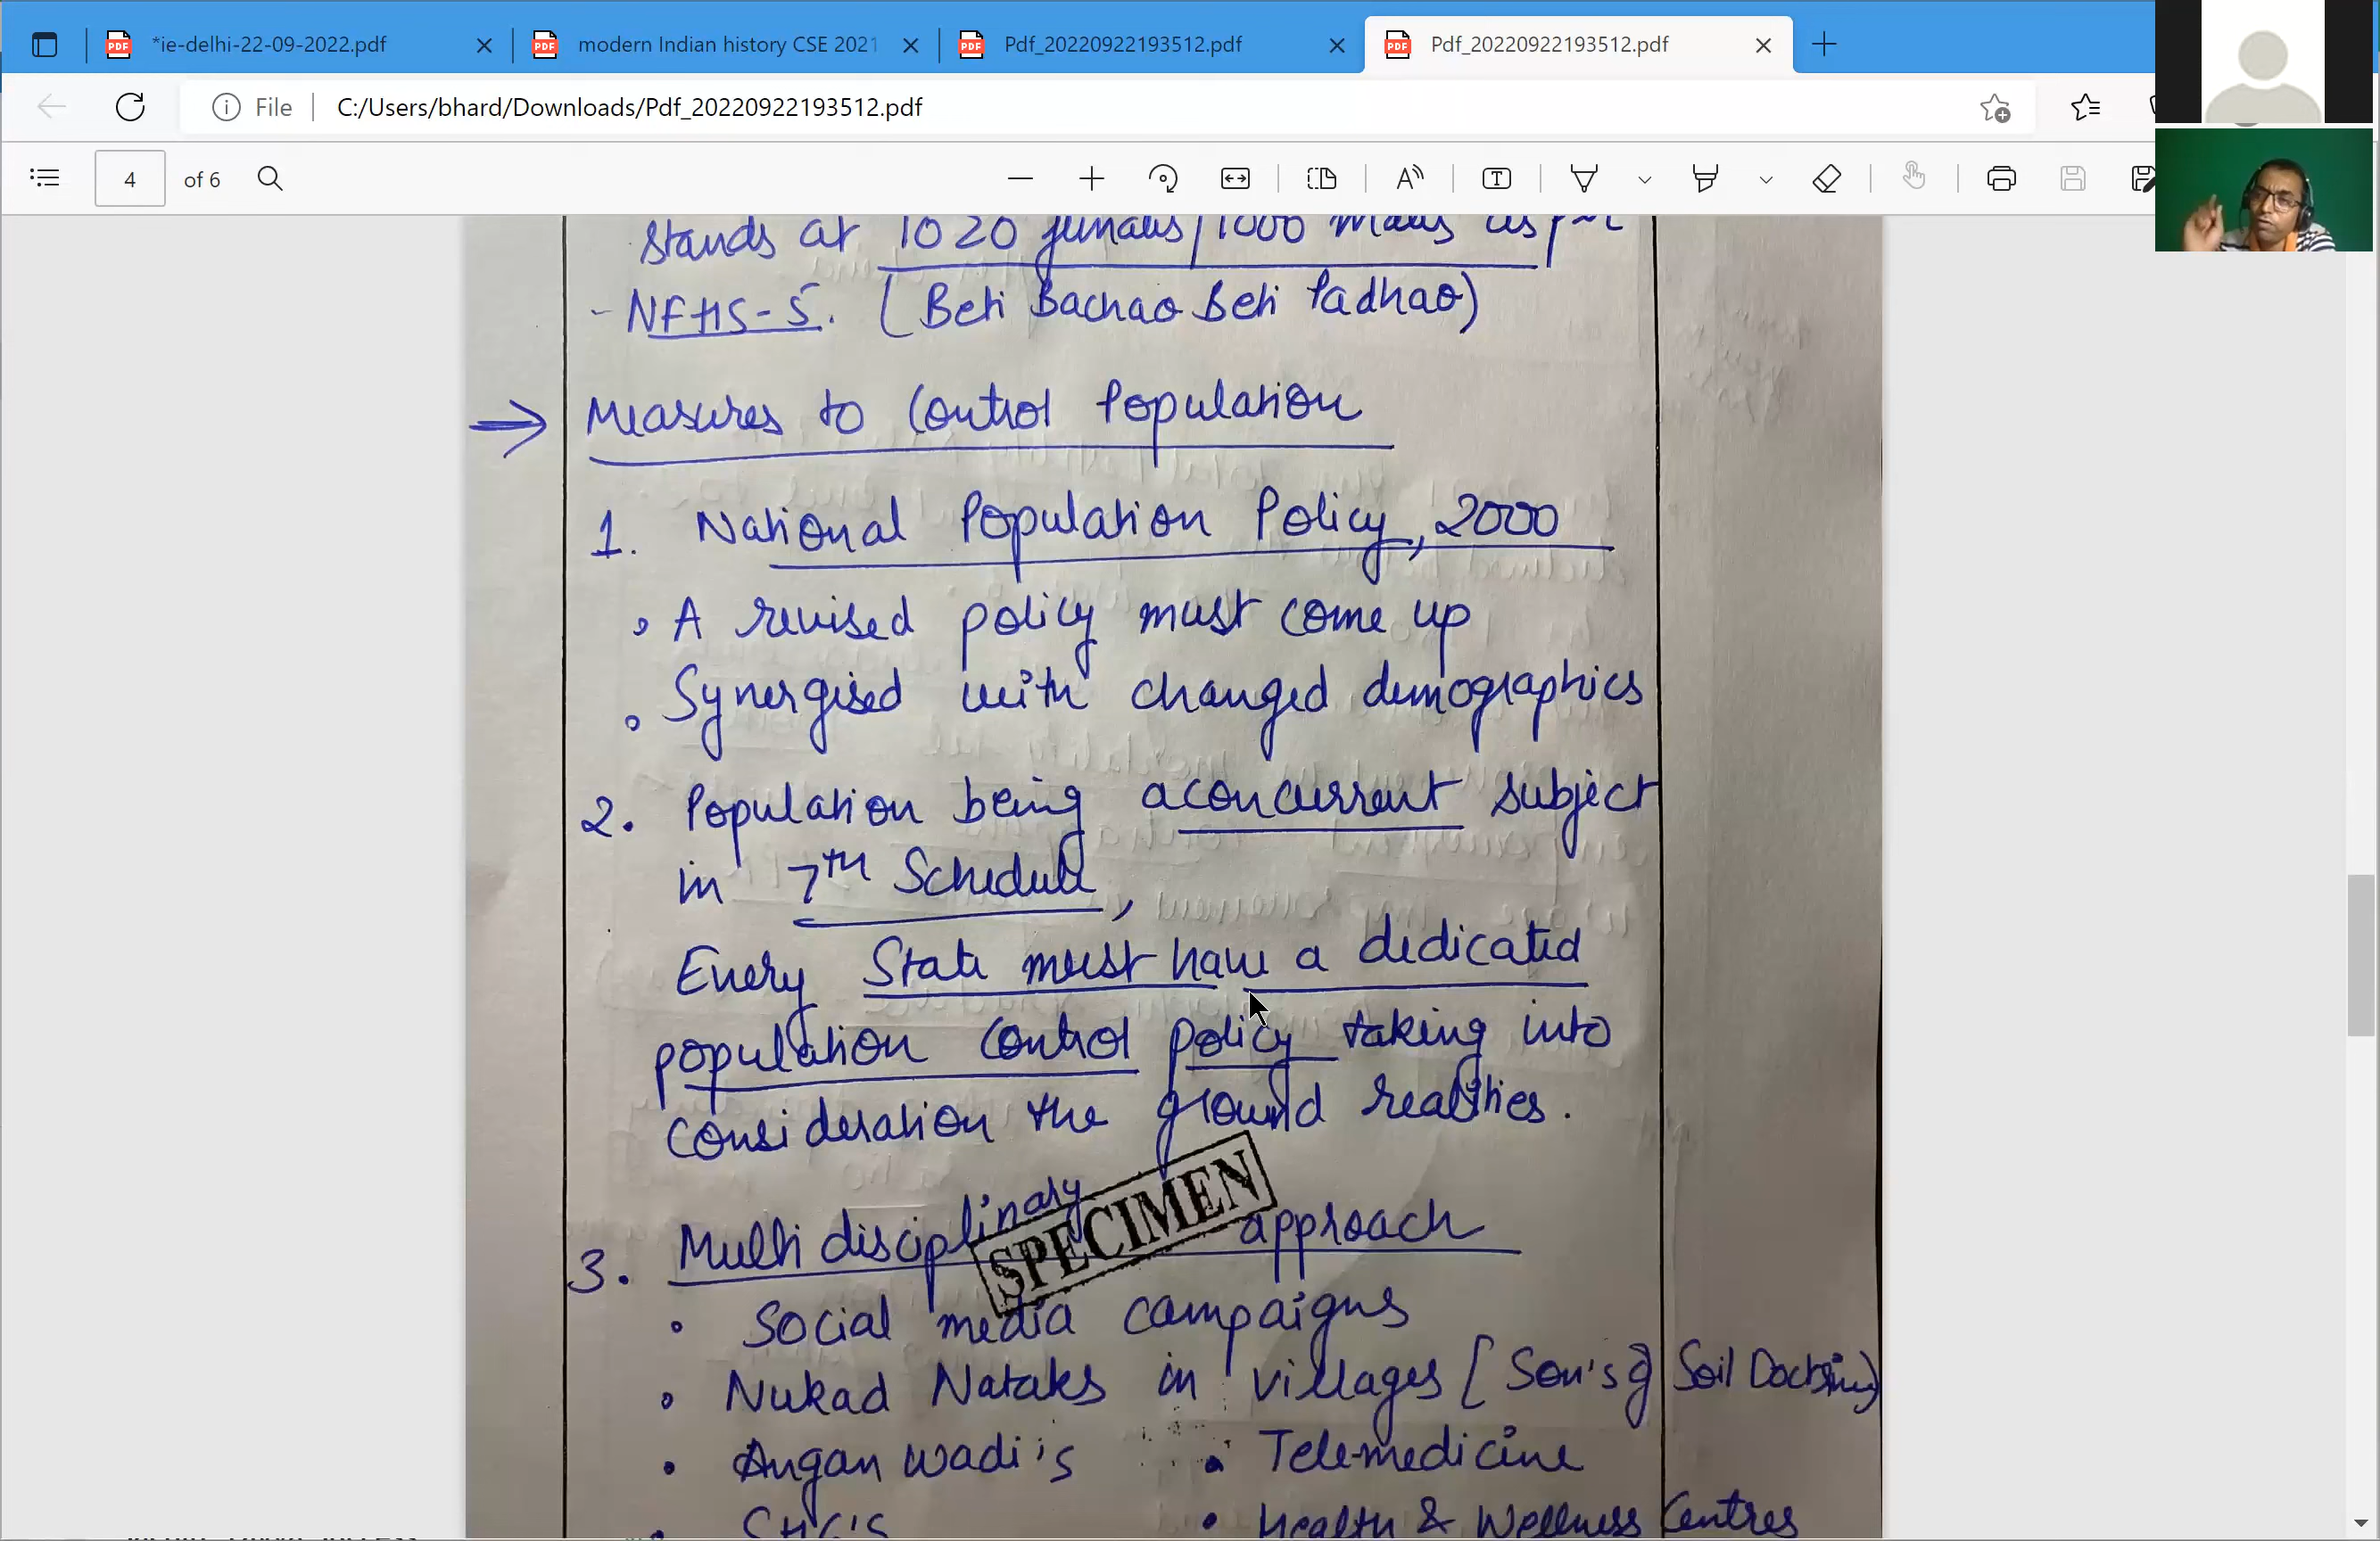 *ie-delhi-22-09-2022.pdf
modern Indian history CSE 2021
Pdf_20220922193512.pdf
Pdf_20220922193512.pdf
File
C:/Users/bhard/Downloads/Pdf_20220922193512.pdf
4 of 6
stands at 1020 females/1000 males as per
- NFHS-5. (Beti Bachao Beti Padhao)
→ Measures to Control Population
1. National Population Policy, 2000
• A revised policy must come up
• Synergised with changed demographics
2. Population being a concurrent subject
in 7th Schedule,
Every State must have a dedicated
population control policy taking into
consideration the ground realities.
3. Multi disciplinary approach
SPECIMEN
• Social media campaigns
• Nukad Nataks in villages [Son's of Soil Doctrine)
• Anganwadi's • Telemedicine
• SHG's • Health & Wellness Centres